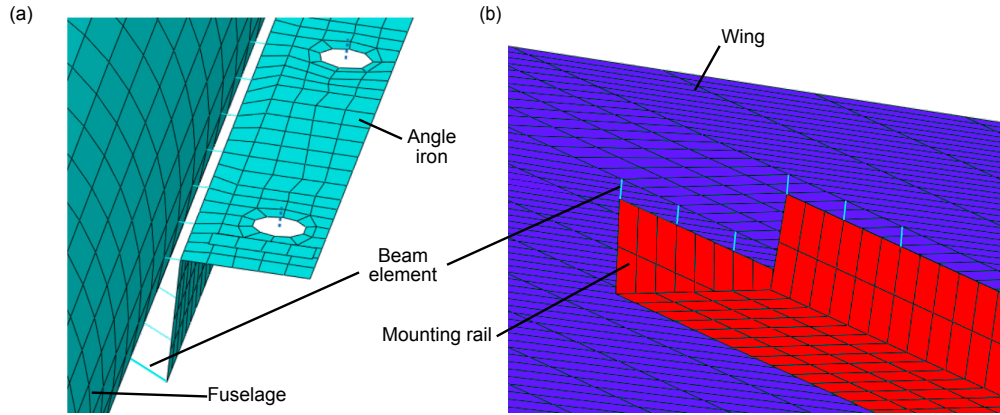 (a)
Angle
iron
Beam
element
Fuselage
(b)
Wing
Mounting rail